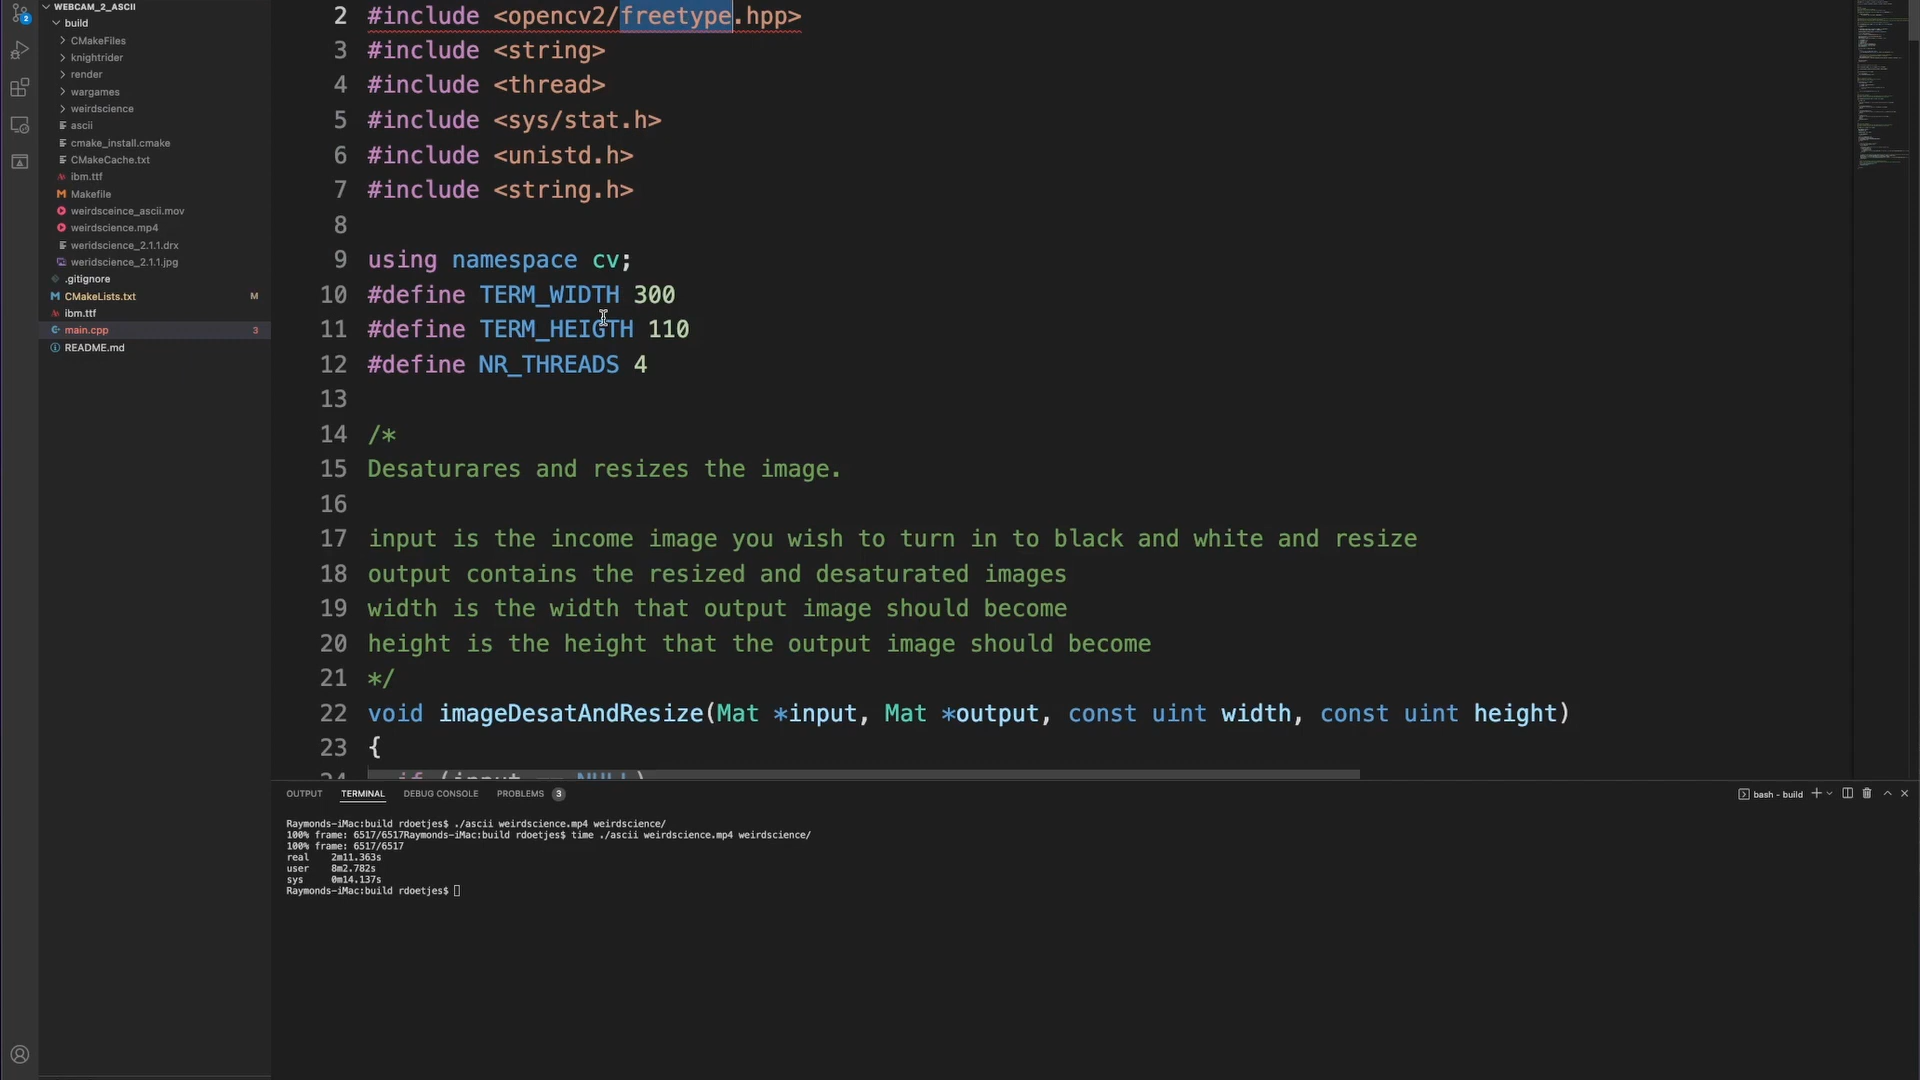 WEBCAM_2_ASCII
build
CMakeFiles
knightrider
render
wargames
weirdscience
ascii
cmake_install.cmake
CMakeCache.txt
ibm.ttf
Makefile
weirdsceince_ascii.mov
weirdscience.mp4
weridscience_2.1.1.drx
weridscience_2.1.1.jpg
.gitignore
CMakeLists.txt M
ibm.ttf
main.cpp 3
README.md
2
2 #include <opencv2/freetype.hpp>
3 #include <string>
4 #include <thread>
5 #include <sys/stat.h>
6 #include <unistd.h>
7 #include <string.h>
8
9 using namespace cv;
10 #define TERM_WIDTH 300
11 #define TERM_HEIGTH 110
12 #define NR_THREADS 4
13
14 /*
15 Desaturares and resizes the image.
16
17 input is the income image you wish to turn in to black and white and resize
18 output contains the resized and desaturated images
19 width is the width that output image should become
20 height is the height that the output image should become
21 */
22 void imageDesatAndResize(Mat *input, Mat *output, const uint width, const uint height)
23 {
24 if (input == NULL)
OUTPUT TERMINAL DEBUG CONSOLE PROBLEMS 3 bash - build
Raymonds-iMac:build rdoetjes$ ./ascii weirdscience.mp4 weirdscience/
100% frame: 6517/6517Raymonds-iMac:build rdoetjes$ time ./ascii weirdscience.mp4 weirdscience/
100% frame: 6517/6517
real 2m11.363s
user 8m2.782s
sys 0m14.137s
Raymonds-iMac:build rdoetjes$